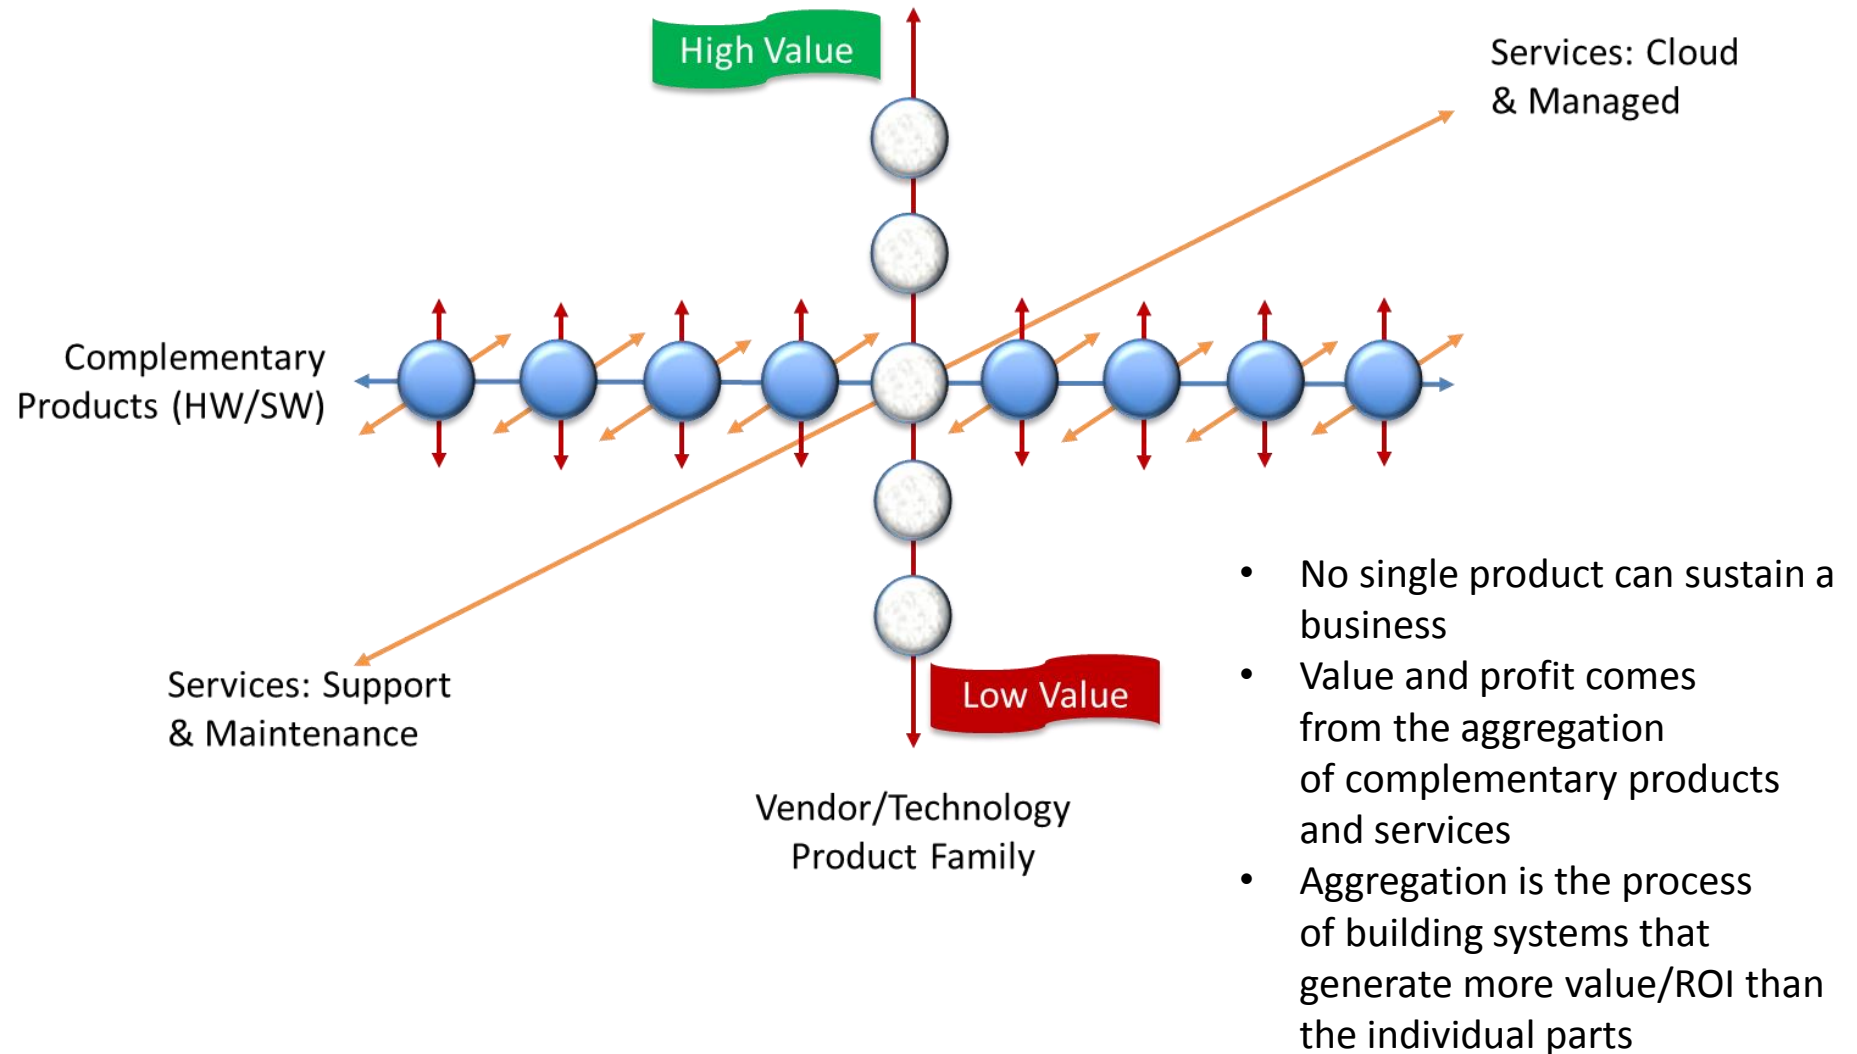 High Value
Services: Cloud
& Managed
Complementary
Products (HW/SW)
Services: Support
& Maintenance
Low Value
Vendor/Technology
Product Family
• No single product can sustain a
business
• Value and profit comes
from the aggregation
of complementary products
and services
• Aggregation is the process
of building systems that
generate more value/ROI than
the individual parts